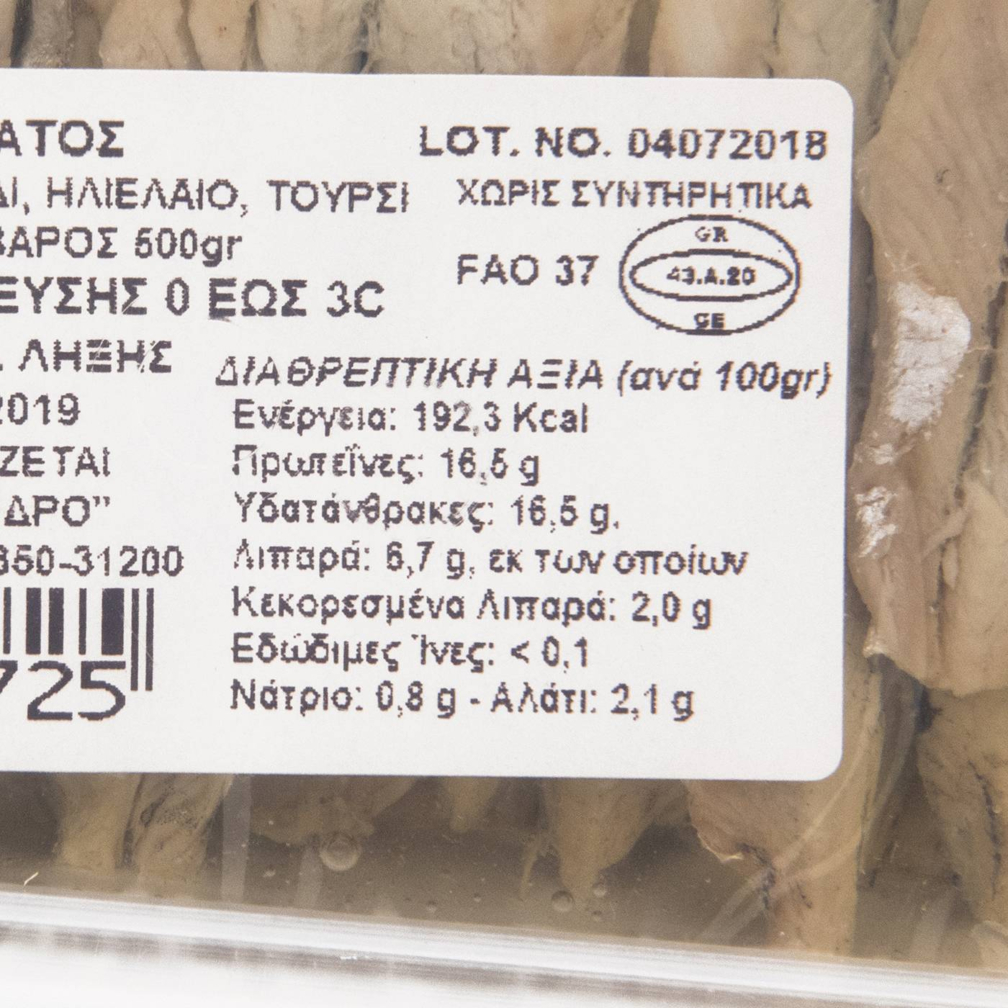 ΑΤΟΣ
LOT. NO. 04072018
ΔΙ, ΗΛΙΕΛΑΙΟ, ΤΟΥΡΣΙ
ΧΩΡΙΣ ΣΥΝΤΗΡΗΤΙΚΑ
ΒΑΡΟΣ 500gr
FAO 37
GR
43.A.20
GE
ΕΥΣΗΣ 0 ΕΩΣ 3C
. ΛΗΞΗΣ
2019
ΖΕΤΑΙ
ΔΡΟ”
350-31200
725
ΔΙΑΘΡΕΠΤΙΚΗ ΑΞΙΑ (ανά 100gr)
Ενέργεια: 192,3 Kcal
Πρωτεΐνες: 16,5 g
Υδατάνθρακες: 16,5 g,
Λιπαρά: 6,7 g, εκ των οποίων
Κεκορεσμένα Λιπαρά: 2,0 g
Εδώδιμες Ίνες: < 0,1
Νάτριο: 0,8 g - Αλάτι: 2,1 g